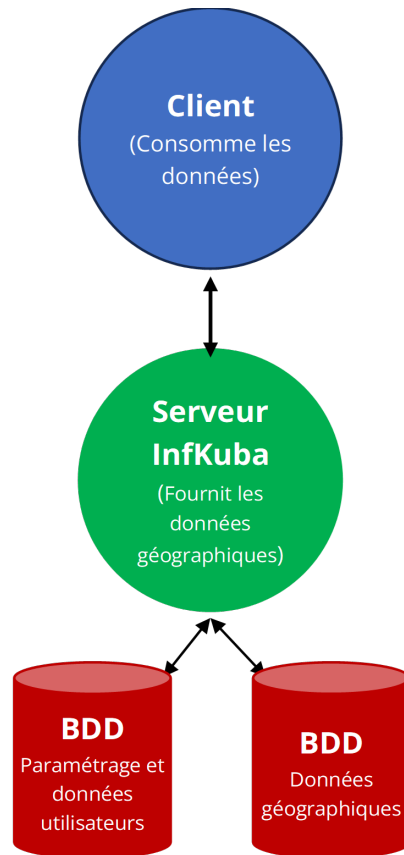 Client
(Consomme les
données)
Serveur
InfKuba
(Fournit les
données
géographiques)
BDD
Paramétrage et
données
utilisateurs
BDD
Données
géographiques